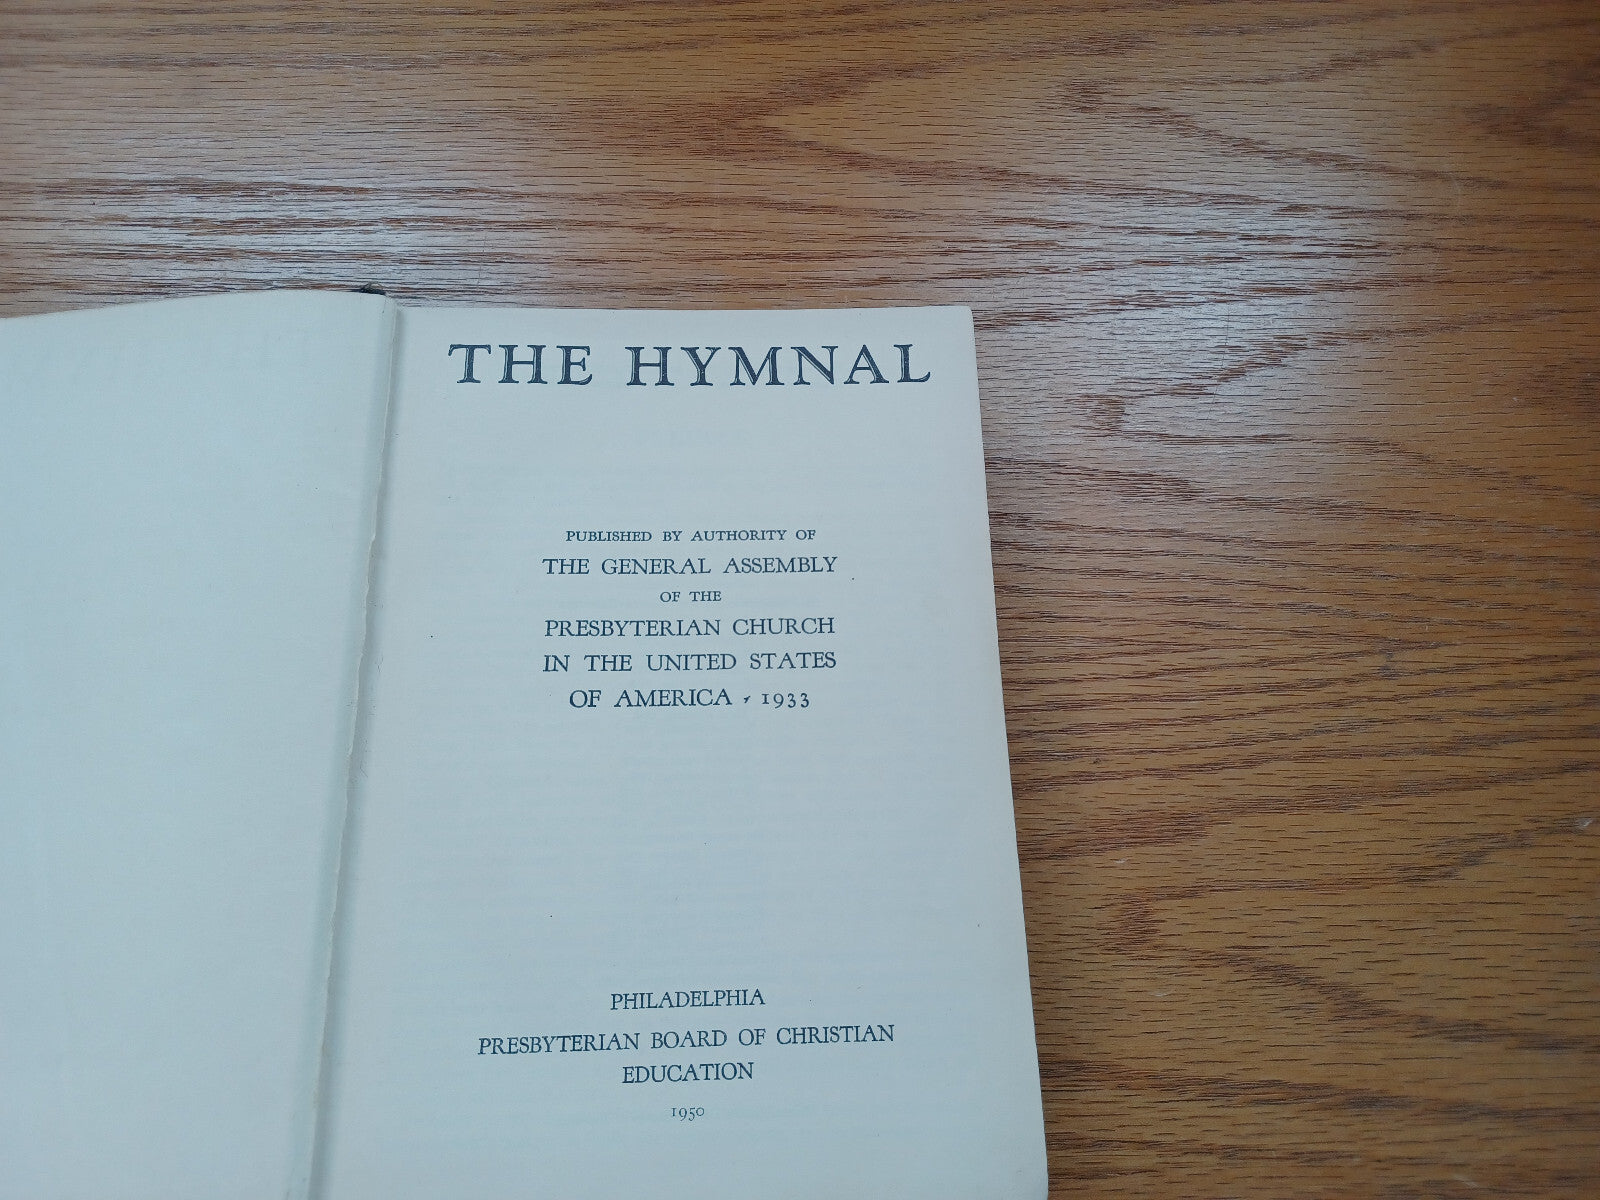 THE HYMNAL
PUBLISHED BY AUTHORITY OF
THE GENERAL ASSEMBLY
OF THE
PRESBYTERIAN CHURCH
IN THE UNITED STATES
OF AMERICA · 1933
PHILADELPHIA
PRESBYTERIAN BOARD OF CHRISTIAN
EDUCATION
1950